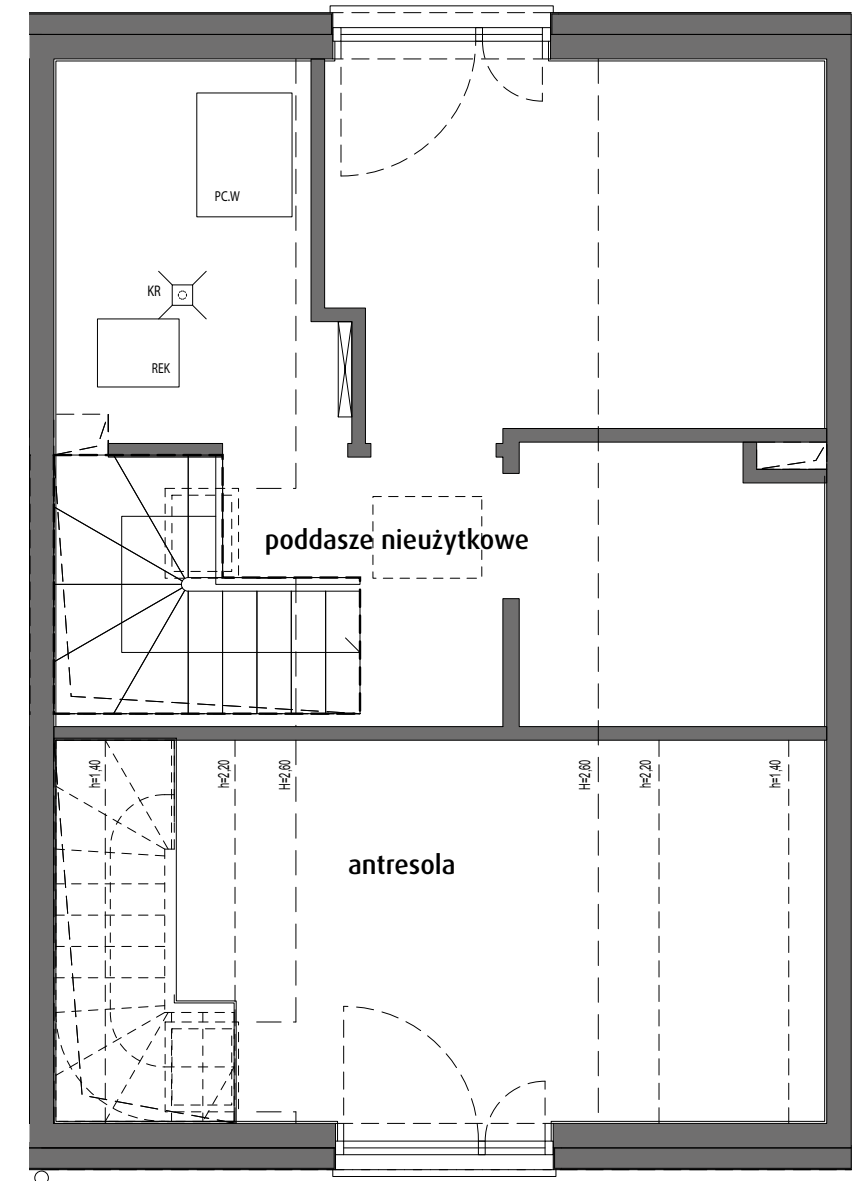 PC.W
KR
REK
poddasze nieużytkowe
h=1,40
h=2,20
H=2,60
H=2,60
h=2,20
h=1,40
antresola